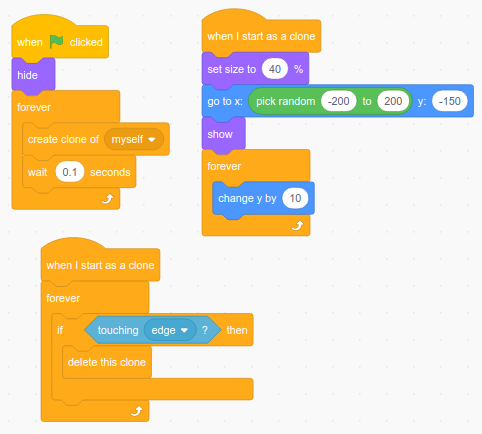 when clicked
hide
forever
create clone of myself
wait 0.1 seconds
when I start as a clone
set size to 40 %
go to x: pick random -200 to 200 y: -150
show
forever
change y by 10
when I start as a clone
forever
if touching edge ? then
delete this clone